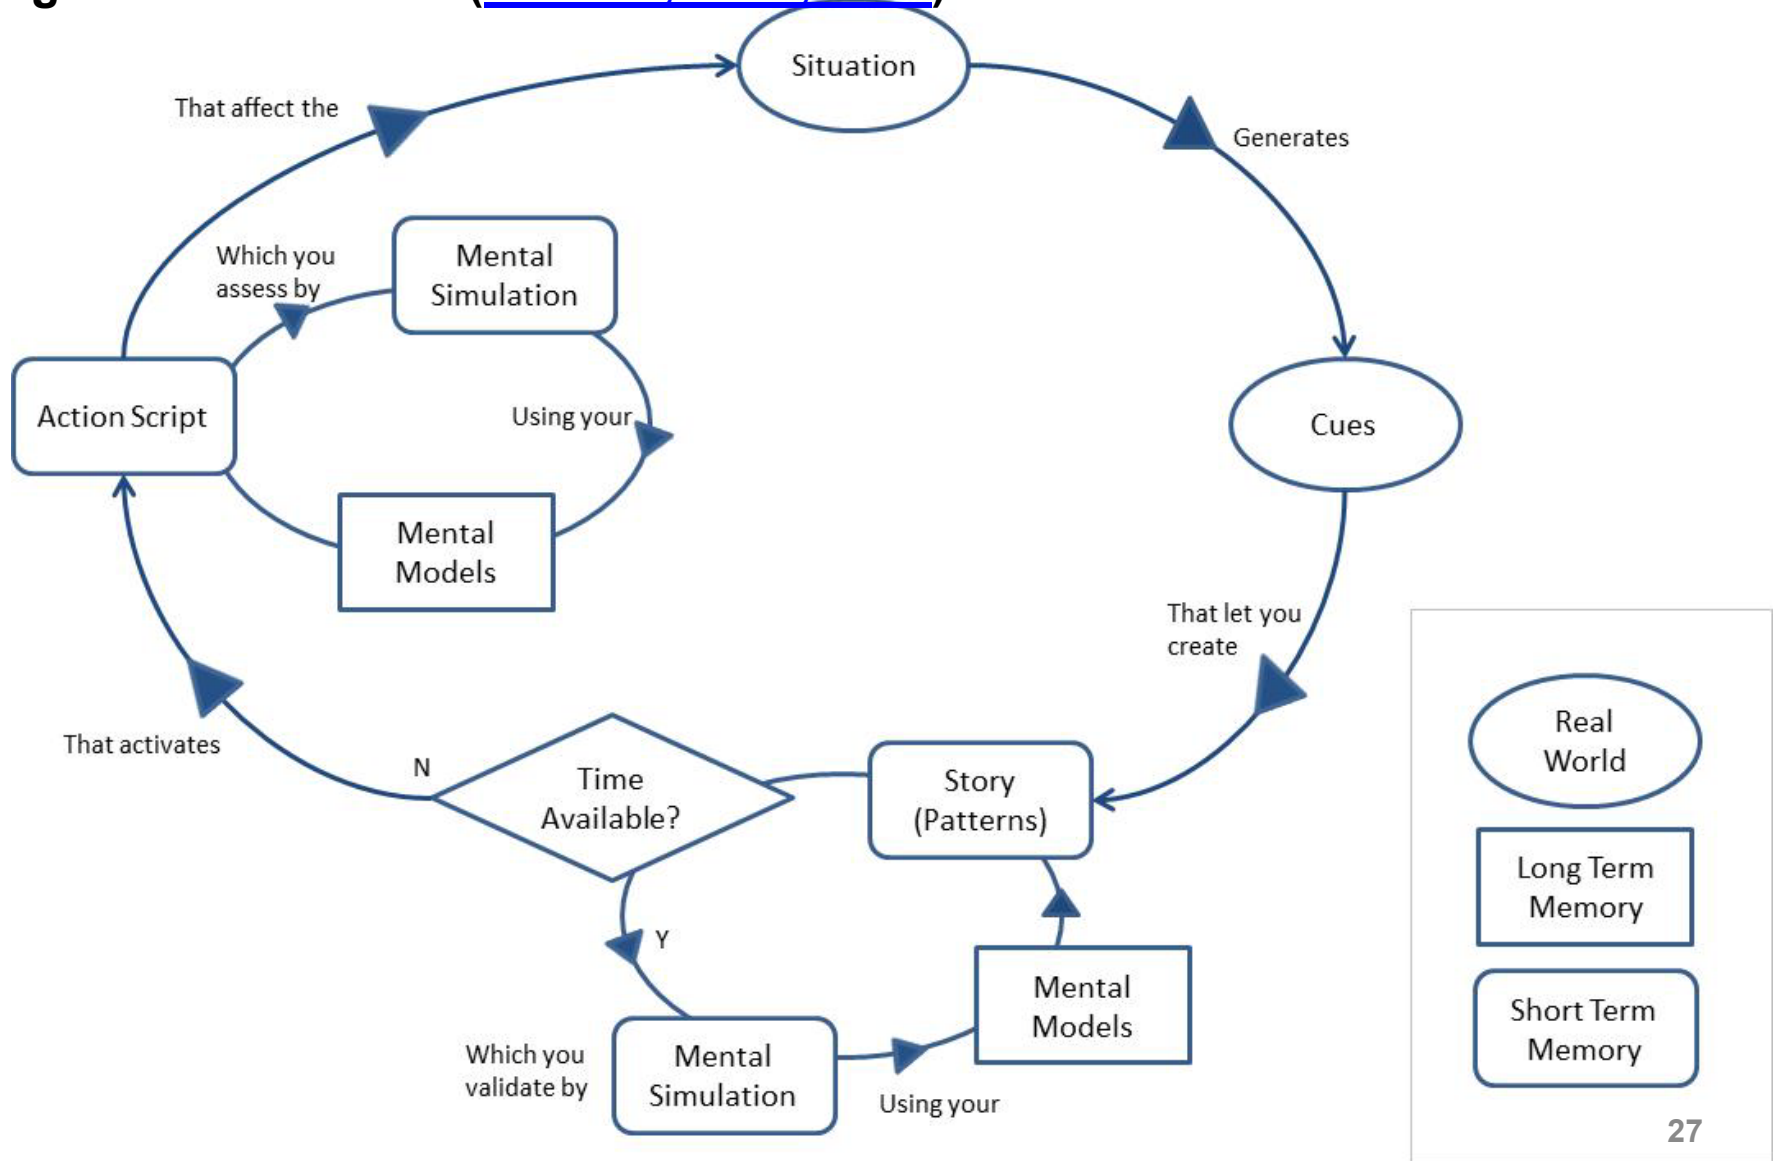 Situation
That affect the
Generates
Which you
assess by
Mental
Simulation
Action Script
Using your
Cues
Mental
Models
That let you
create
That activates
N
Time
Available?
Story
(Patterns)
Y
Mental
Models
Which you
validate by
Mental
Simulation
Using your
Real
World
Long Term
Memory
Short Term
Memory
27